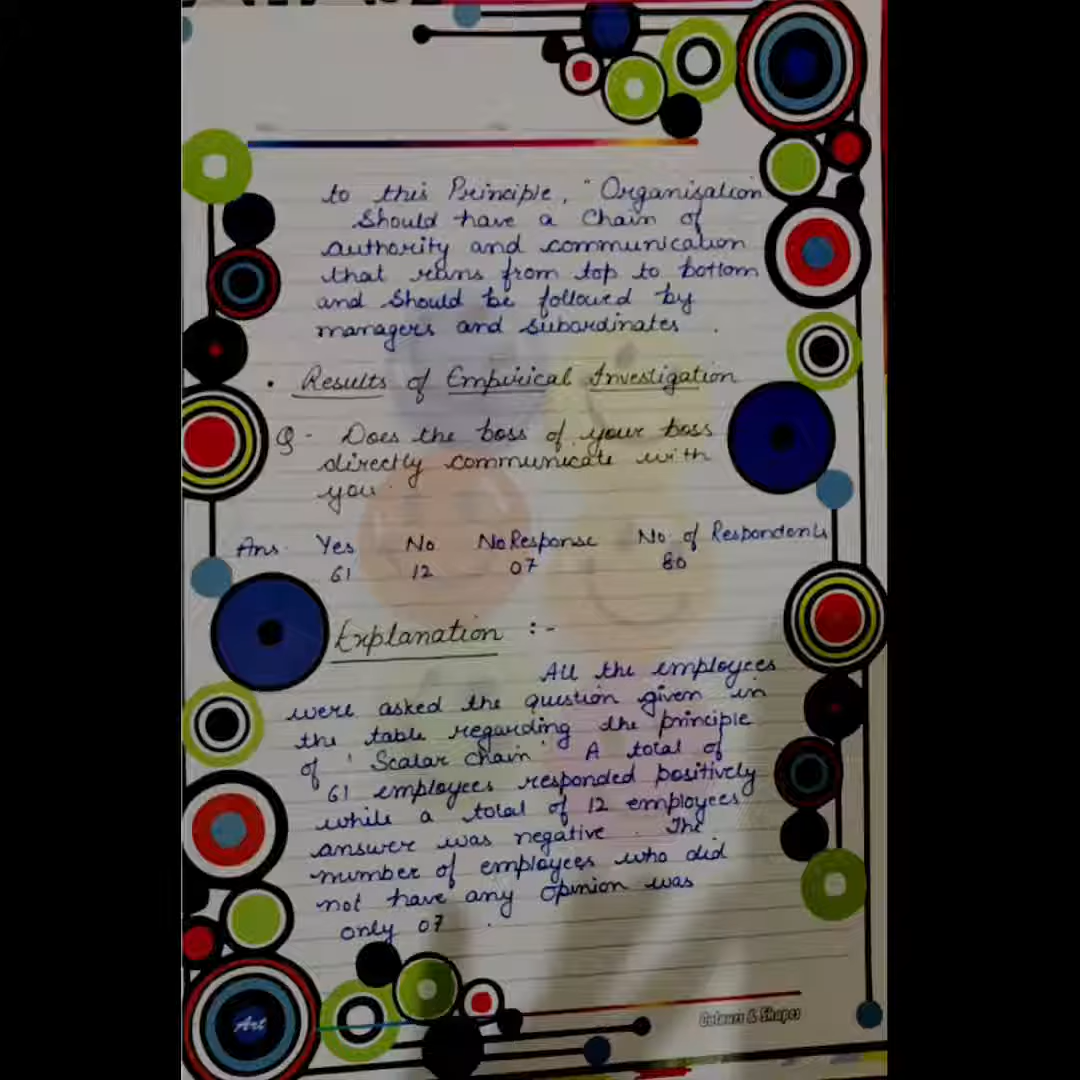 to this Principle, "Organisation
Should have a Chain of
authority and communication
that runs from top to bottom
and should be followed by
managers and subordinates .
• Results of Empirical Investigation
Q - Does the boss of your boss
directly communicate with
you.
Ans. Yes No No Response No. of Respondents
61 12 07 80
Explanation :-
All the employees
were asked the question given in
the table regarding the principle
of 'Scalar Chain' A total of
61 employees responded positively
while a total of 12 employees
answer was negative. The
number of employees who did
not have any opinion was
only 07 .
Colours & Shapes
Art